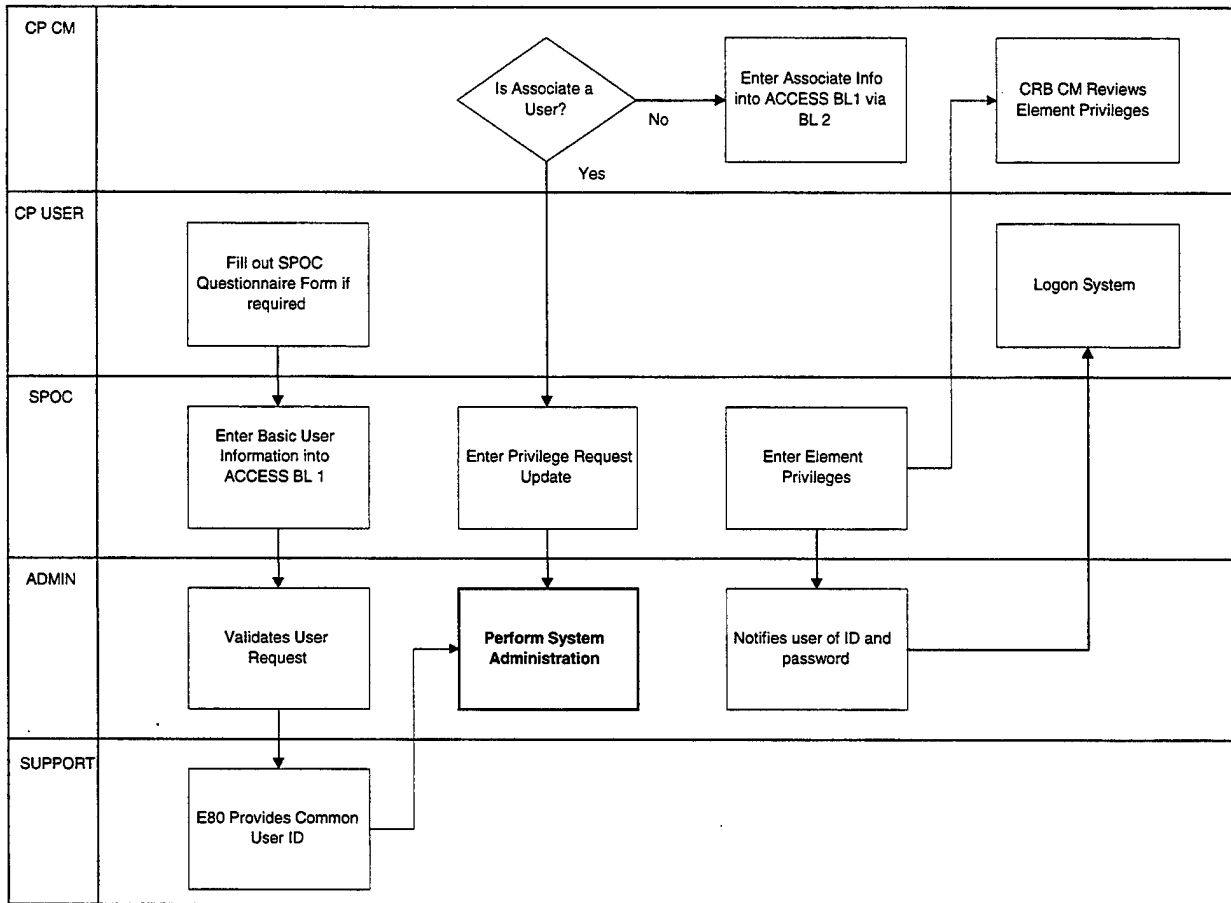 CP CM
Is Associate a
User?
No
Yes
Enter Associate Info
into ACCESS BL1 via
BL 2
CRB CM Reviews
Element Privileges
CP USER
Fill out SPOC
Questionnaire Form if
required
Logon System
SPOC
Enter Basic User
Information into
ACCESS BL 1
Enter Privilege Request
Update
Enter Element
Privileges
ADMIN
Validates User
Request
Perform System
Administration
Notifies user of ID and
password
SUPPORT
E80 Provides Common
User ID